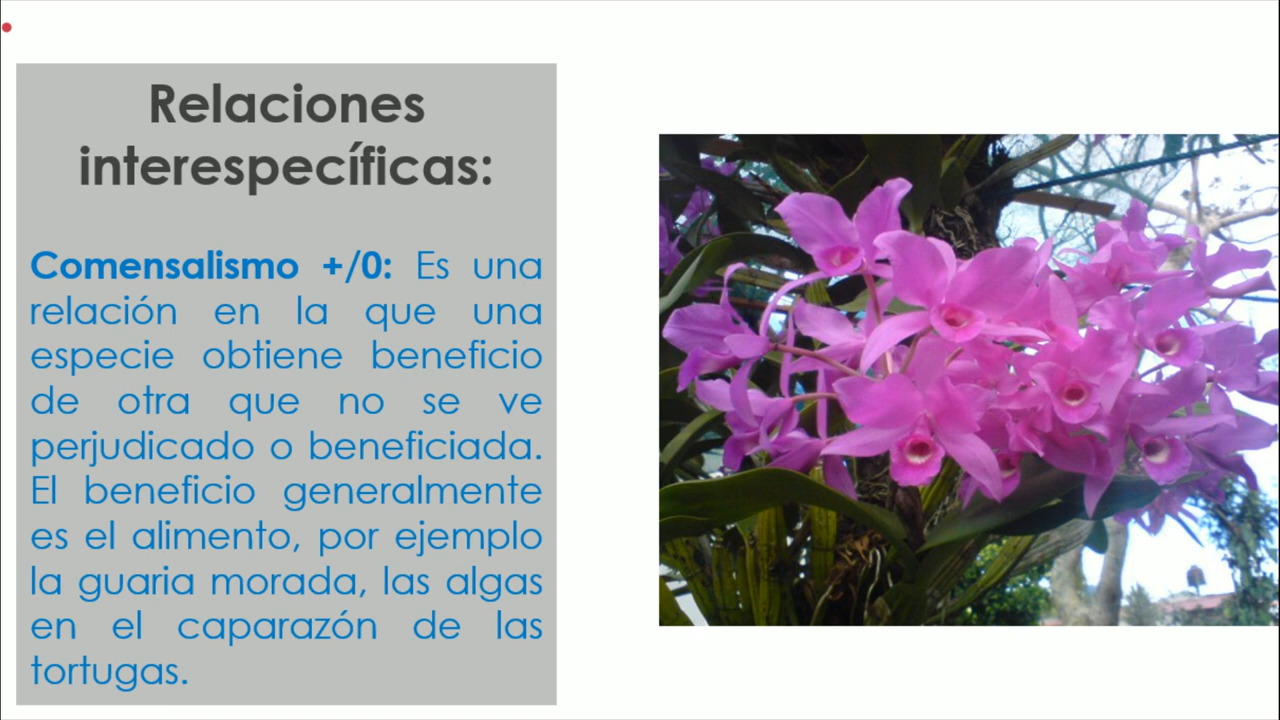 Relaciones
interespecíficas:
Comensalismo +/0: Es una
relación en la que una
especie obtiene beneficio
de otra que no se ve
perjudicado o beneficiada.
El beneficio generalmente
es el alimento, por ejemplo
la guaria morada, las algas
en el caparazón de las
tortugas.